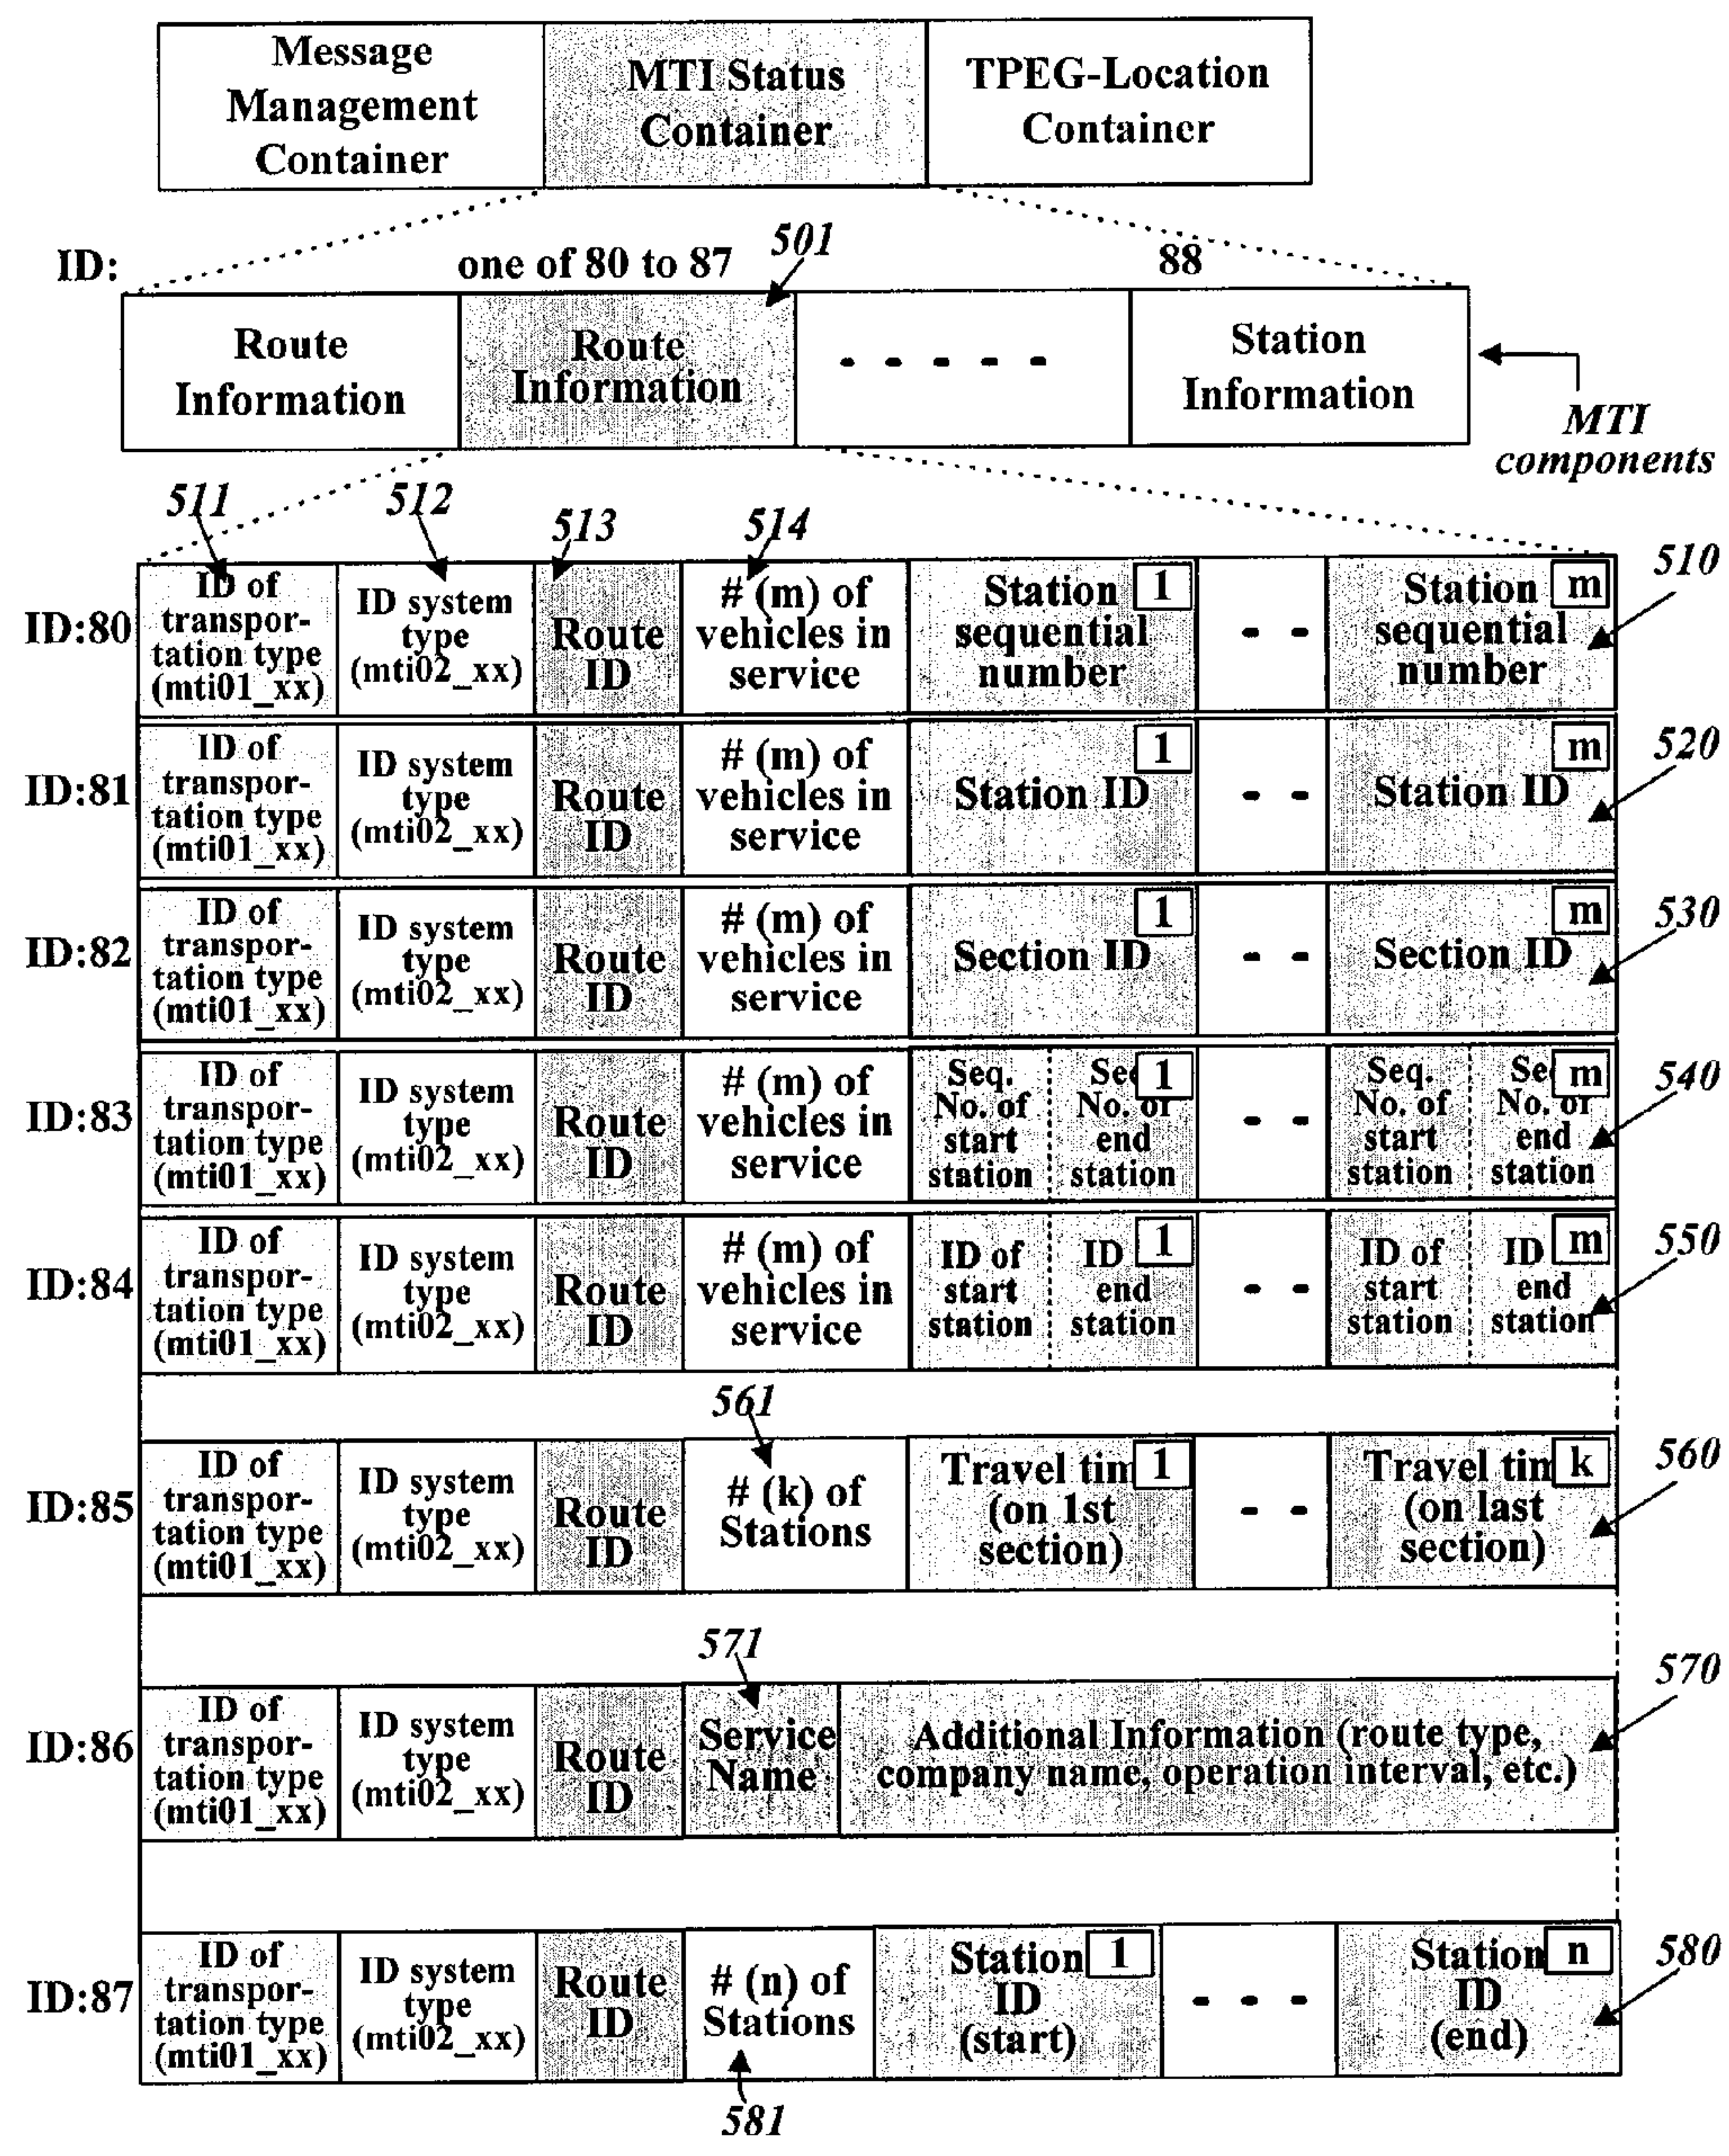 Message
Management
Container
MTI Status
Container
TPEG-Location
Container
ID:
one of 80 to 87
501
88
Route
Information
Route
Information
- - - - -
Station
Information
MTI
components
511
512
513
514
ID:80
ID of
transpor-
tation type
(mti01_xx)
ID system
type
(mti02_xx)
Route
ID
# (m) of
vehicles in
service
Station
sequential
number
1
- -
Station
sequential
number
m
510
ID:81
ID of
transpor-
tation type
(mti01_xx)
ID system
type
(mti02_xx)
Route
ID
# (m) of
vehicles in
service
Station ID
1
- -
Station ID
m
520
ID:82
ID of
transpor-
tation type
(mti01_xx)
ID system
type
(mti02_xx)
Route
ID
# (m) of
vehicles in
service
Section ID
1
- -
Section ID
m
530
ID:83
ID of
transpor-
tation type
(mti01_xx)
ID system
type
(mti02_xx)
Route
ID
# (m) of
vehicles in
service
Seq.
No. of
start
station
Se
No. of
end
station
1
- -
Seq.
No. of
start
station
Se
No. of
end
station
m
540
ID:84
ID of
transpor-
tation type
(mti01_xx)
ID system
type
(mti02_xx)
Route
ID
# (m) of
vehicles in
service
ID of
start
station
ID
end
station
1
- -
ID of
start
station
ID
end
station
m
550
561
ID:85
ID of
transpor-
tation type
(mti01_xx)
ID system
type
(mti02_xx)
Route
ID
# (k) of
Stations
Travel tim
(on 1st
section)
1
- -
Travel tim
(on last
section)
k
560
571
ID:86
ID of
transpor-
tation type
(mti01_xx)
ID system
type
(mti02_xx)
Route
ID
Service
Name
Additional Information (route type,
company name, operation interval, etc.)
570
ID:87
ID of
transpor-
tation type
(mti01_xx)
ID system
type
(mti02_xx)
Route
ID
# (n) of
Stations
Station
ID
(start)
1
- - -
Station
ID
(end)
n
580
581